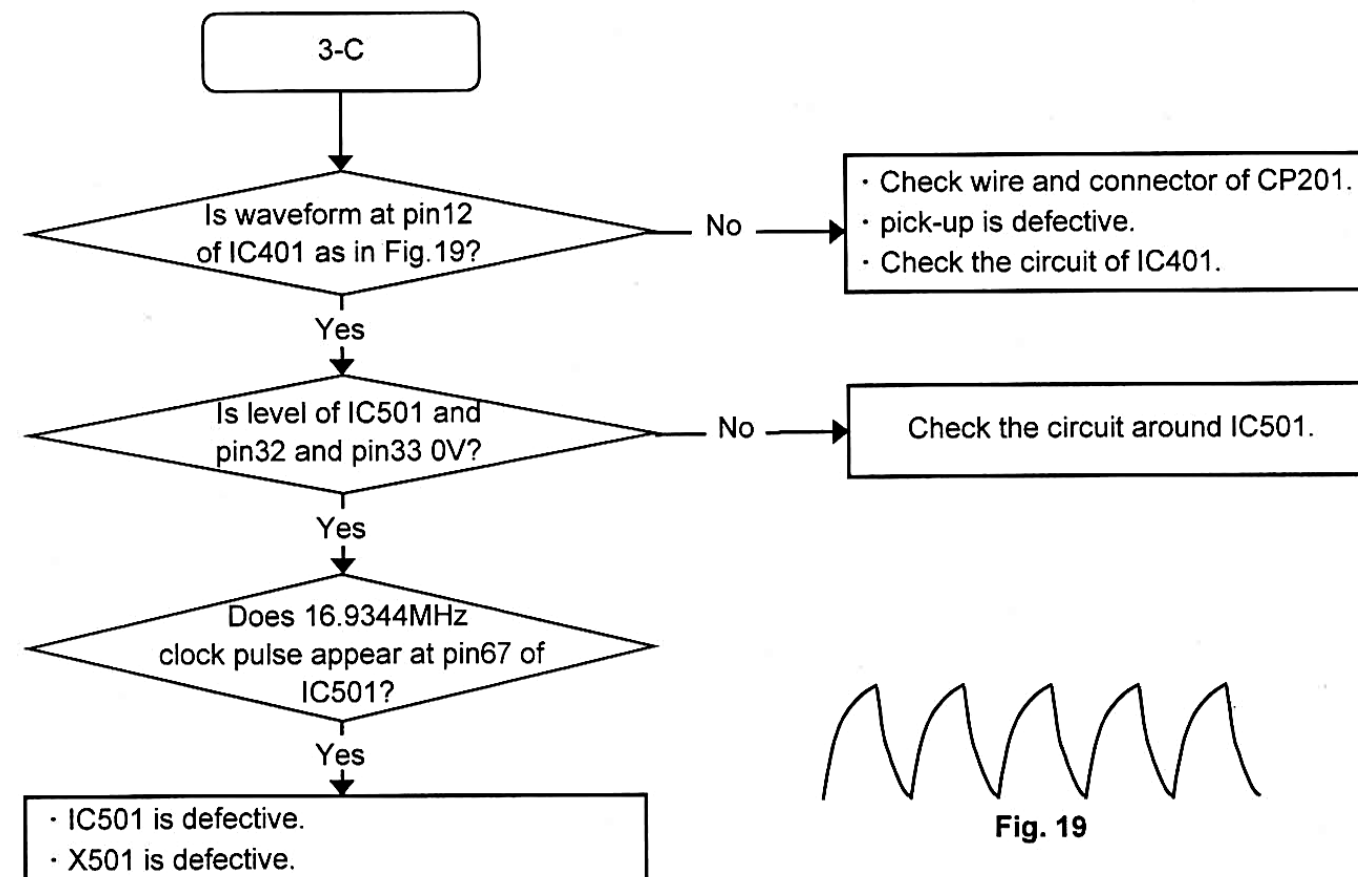 3-C
Is waveform at pin12
of IC401 as in Fig.19?
No
· Check wire and connector of CP201.
· pick-up is defective.
· Check the circuit of IC401.
Yes
Is level of IC501 and
pin32 and pin33 0V?
No
Check the circuit around IC501.
Yes
Does 16.9344MHz
clock pulse appear at pin67 of
IC501?
Yes
· IC501 is defective.
· X501 is defective.
Fig. 19